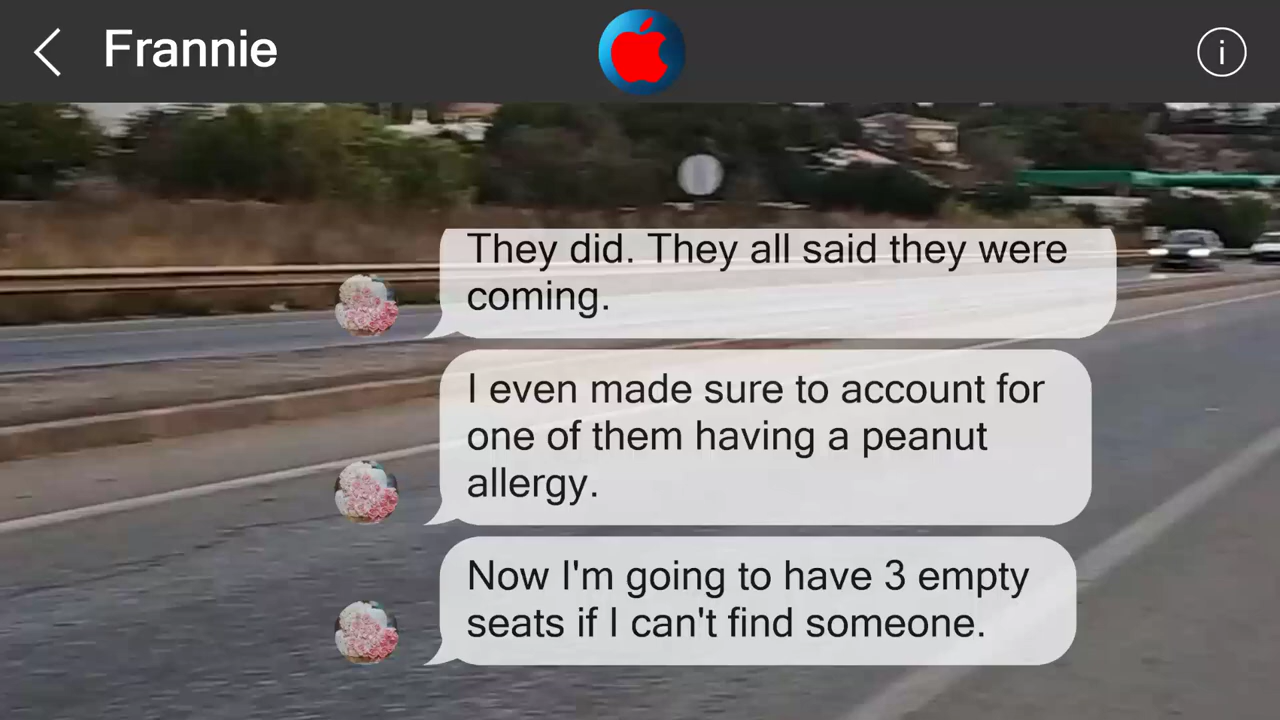 Frannie
i
They did. They all said they were
coming.
I even made sure to account for
one of them having a peanut
allergy.
Now I'm going to have 3 empty
seats if I can't find someone.